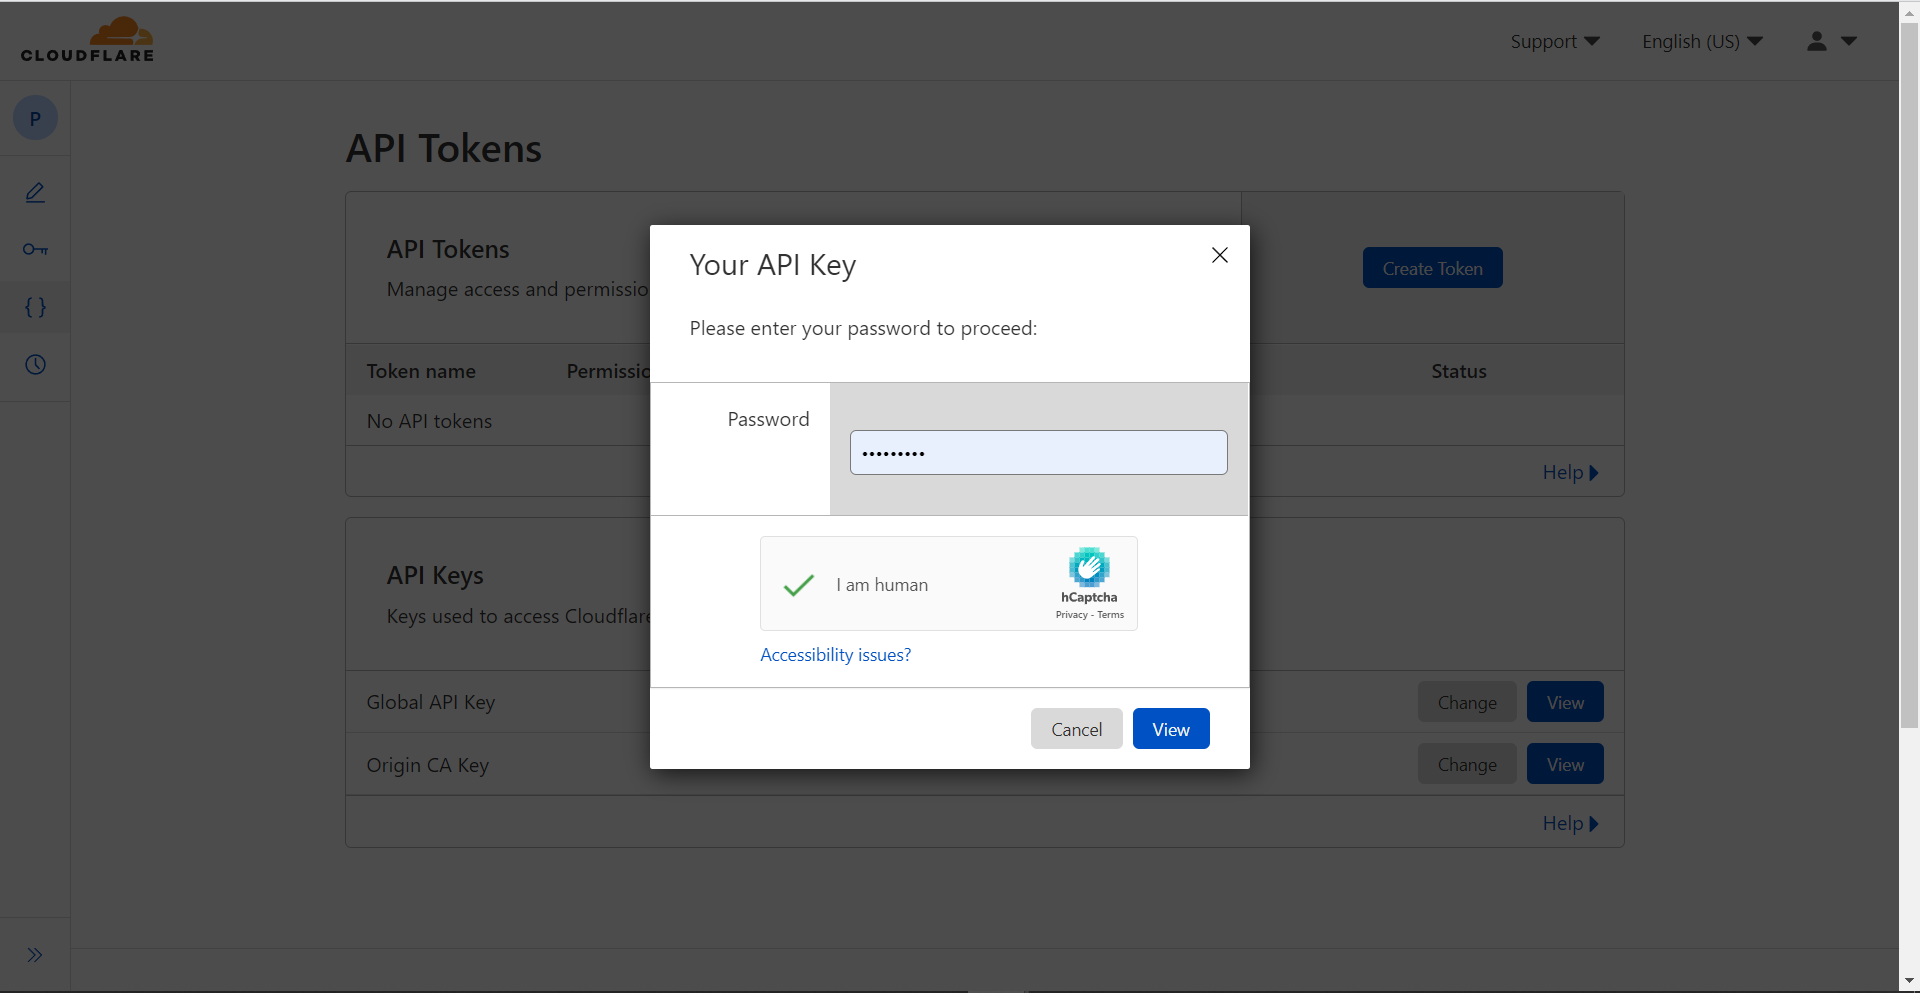 CLOUDFLARE
Support
English (US)
P
API Tokens
API Tokens
Manage access and permissio
Create Token
Token name
Permissio
Status
No API tokens
Help
API Keys
Keys used to access Cloudflare
Global API Key
Change
View
Origin CA Key
Change
View
Help
Your API Key
Please enter your password to proceed:
Password
•••••••••
I am human
hCaptcha
Privacy - Terms
Accessibility issues?
Cancel
View